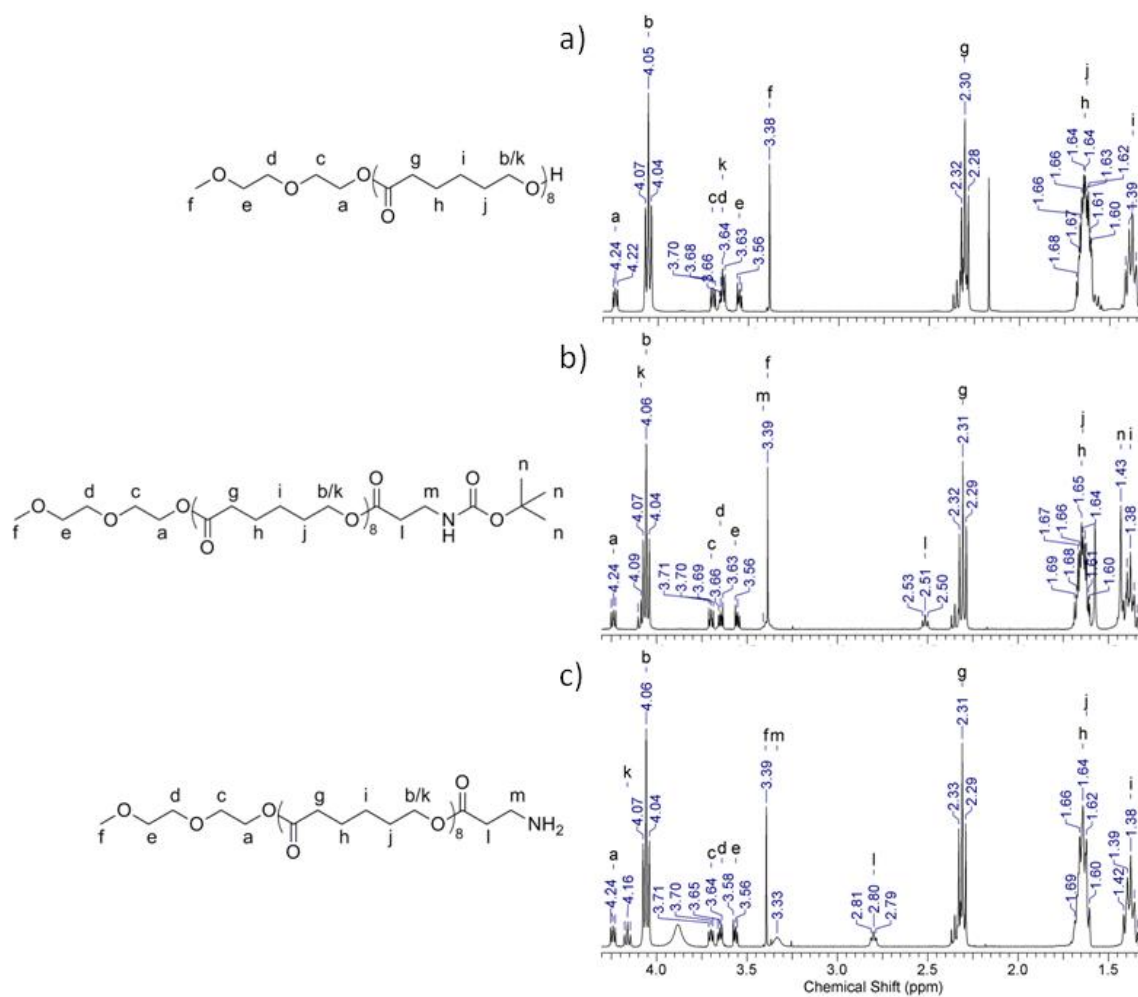 a)
b
4.05
4.07
4.04
a
4.24
4.22
k
c d
e
3.70
3.68
3.66
3.64
3.63
3.56
f
3.38
g
2.30
2.32
2.28
j
h
1.64
1.64
1.66
1.63
1.62
1.66
1.67
1.68
1.61
1.60
i
1.39
d c g i b/k
O O O ( O ) H
f e a O h j 8
b)
b
k
4.06
4.07
4.04
4.09
a
4.24
c
d
e
3.71
3.70
3.69
3.66
3.63
3.56
f
m
3.39
l
2.53
2.51
2.50
g
2.31
2.32
2.29
j
h
1.65
1.64
1.66
1.67
1.68
1.69
1.61
1.60
n i
1.43
1.38
n
d c g i b/k O m O n
O O O ( O ) N O
f e a O h j 8 l H n
c)
b
4.06
4.07
4.04
k
4.16
a
4.24
c d e
3.71
3.70
3.65
3.64
3.58
3.56
f m
3.39
3.33
l
2.81
2.80
2.79
g
2.31
2.33
2.29
j
h
1.64
1.66
1.62
1.69
1.60
i
1.38
1.39
1.42
d c g i b/k O m
O O O ( O ) NH2
f e a O h j 8 l
4.0 3.5 3.0 2.5 2.0 1.5
Chemical Shift (ppm)